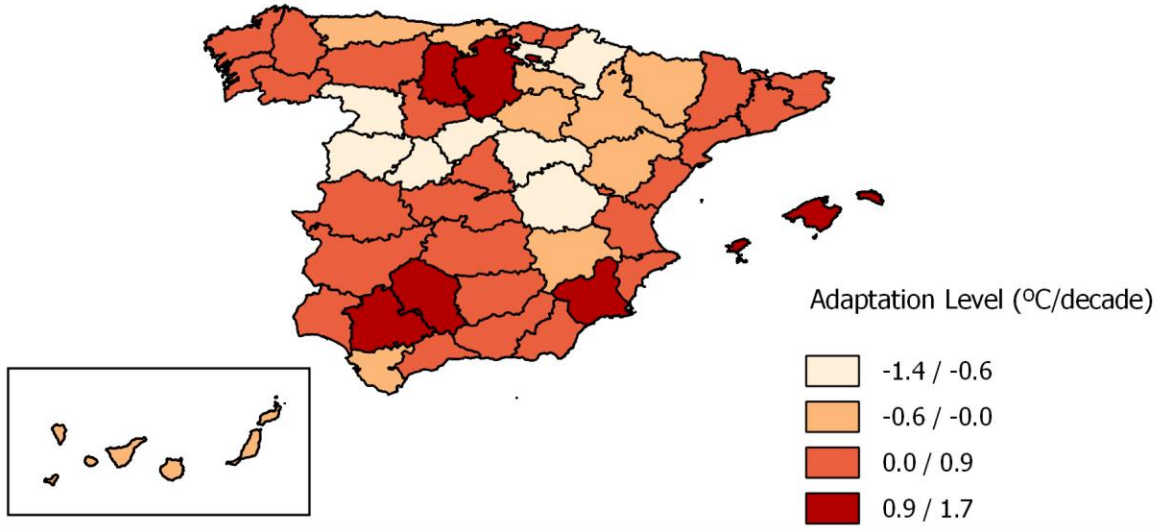 Adaptation Level (ºC/decade)
-1.4 / -0.6
-0.6 / -0.0
0.0 / 0.9
0.9 / 1.7